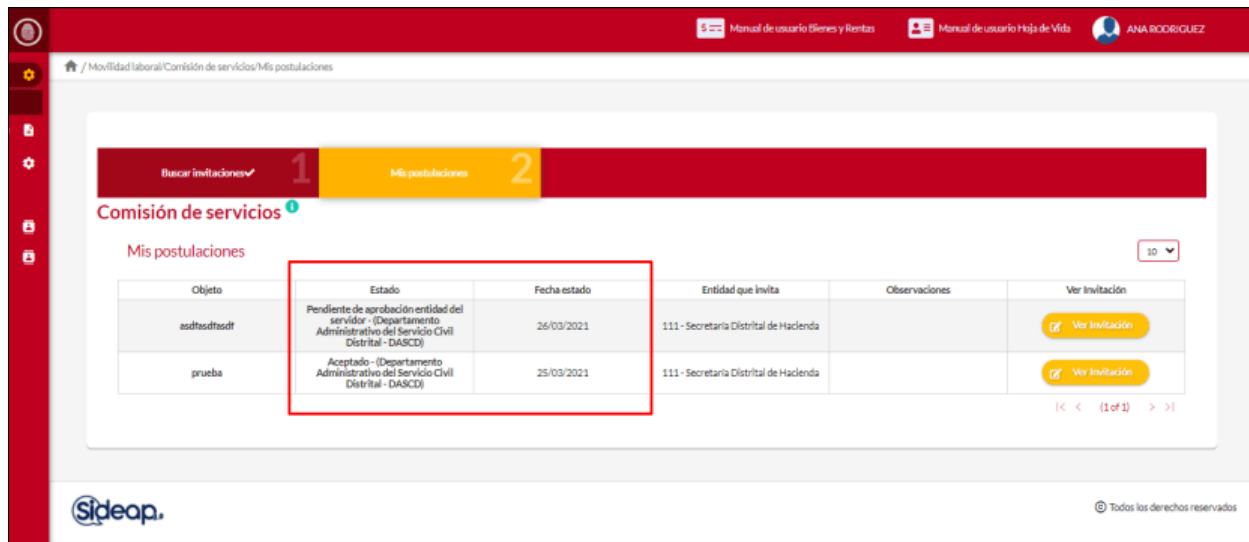 Manual de usuario Bienes y Rentas
Manual de usuario Hoja de Vida
ANA RODRIGUEZ
/ Movilidad laboral/Comisión de servicios/Mis postulaciones
Buscar invitaciones✔ 1
Mis postulaciones 2
Comisión de servicios
Mis postulaciones
10
Objeto Estado Fecha estado Entidad que invita Observaciones Ver Invitación
asdfasdfasdf
Pendiente de aprobación entidad del
servidor - (Departamento
Administrativo del Servicio Civil
Distrital - DASCD)
26/03/2021
111 - Secretaria Distrital de Hacienda
Ver Invitación
prueba
Aceptado - (Departamento
Administrativo del Servicio Civil
Distrital - DASCD)
25/03/2021
111 - Secretaria Distrital de Hacienda
Ver Invitación
|< < (1 of 1) > >|
Sideap.
© Todos los derechos reservados